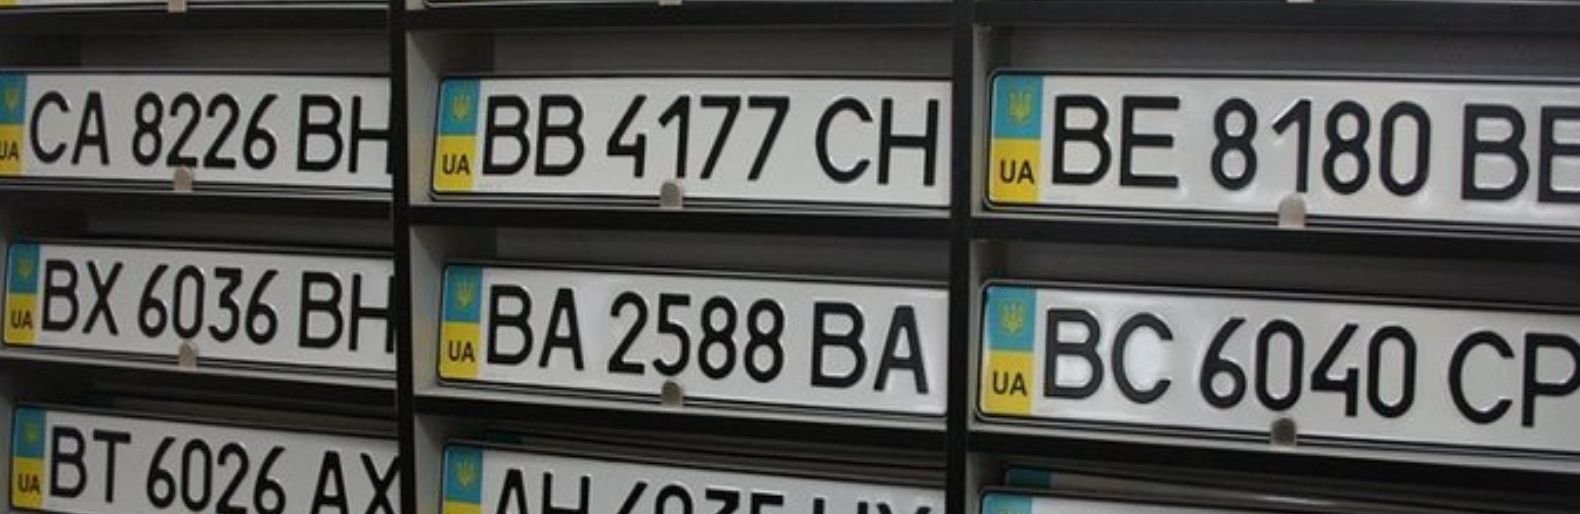 UA CA 8226 BH
UA BB 4177 CH
UA BE 8180 BE
UA BX 6036 BH
UA BA 2588 BA
UA BC 6040 CP
UA BT 6026 AX
AH